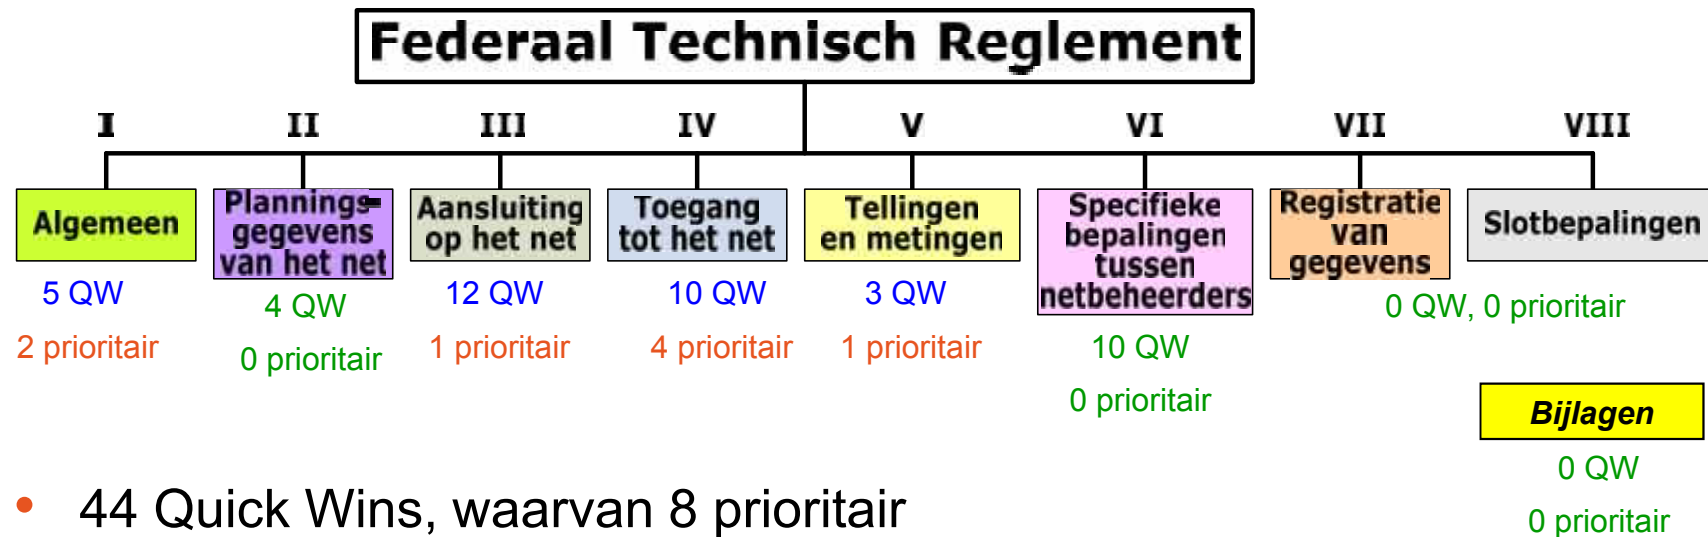 Federaal Technisch Reglement
I II III IV V VI VII VIII
Algemeen
5 QW
2 prioritair
Plannings-
gegevens
van het net
4 QW
0 prioritair
Aansluiting
op het net
12 QW
1 prioritair
Toegang
tot het net
10 QW
4 prioritair
Tellingen
en metingen
3 QW
1 prioritair
Specifieke
bepalingen
tussen
netbeheerders
10 QW
0 prioritair
Registratie
van
gegevens
Slotbepalingen
0 QW, 0 prioritair
Bijlagen
0 QW
0 prioritair
• 44 Quick Wins, waarvan 8 prioritair